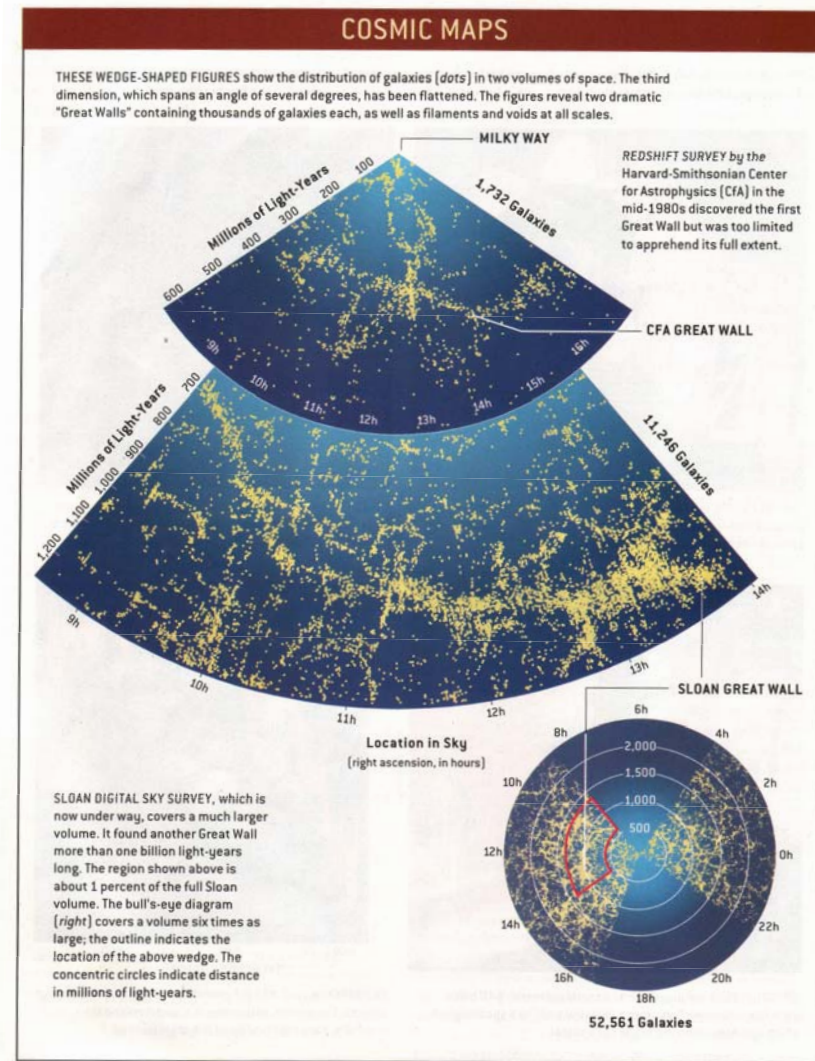 COSMIC MAPS
THESE WEDGE-SHAPED FIGURES show the distribution of galaxies (dots) in two volumes of space. The third
dimension, which spans an angle of several degrees, has been flattened. The figures reveal two dramatic
"Great Walls" containing thousands of galaxies each, as well as filaments and voids at all scales.
MILKY WAY
REDSHIFT SURVEY by the
Harvard-Smithsonian Center
for Astrophysics (CfA) in the
mid-1980s discovered the first
Great Wall but was too limited
to apprehend its full extent.
Millions of Light-Years
100
200
300
400
500
600
1,732 Galaxies
CFA GREAT WALL
9h
10h
11h
12h
13h
14h
15h
16h
Millions of Light-Years
700
800
900
1,000
1,100
1,200
11,246 Galaxies
9h
10h
11h
12h
13h
14h
SLOAN GREAT WALL
Location in Sky
(right ascension, in hours)
SLOAN DIGITAL SKY SURVEY, which is
now under way, covers a much larger
volume. It found another Great Wall
more than one billion light-years
long. The region shown above is
about 1 percent of the full Sloan
volume. The bull's-eye diagram
(right) covers a volume six times as
large; the outline indicates the
location of the above wedge. The
concentric circles indicate distance
in millions of light-years.
6h
8h
4h
10h
2h
12h
0h
14h
22h
16h
20h
18h
2,000
1,500
1,000
500
52,561 Galaxies